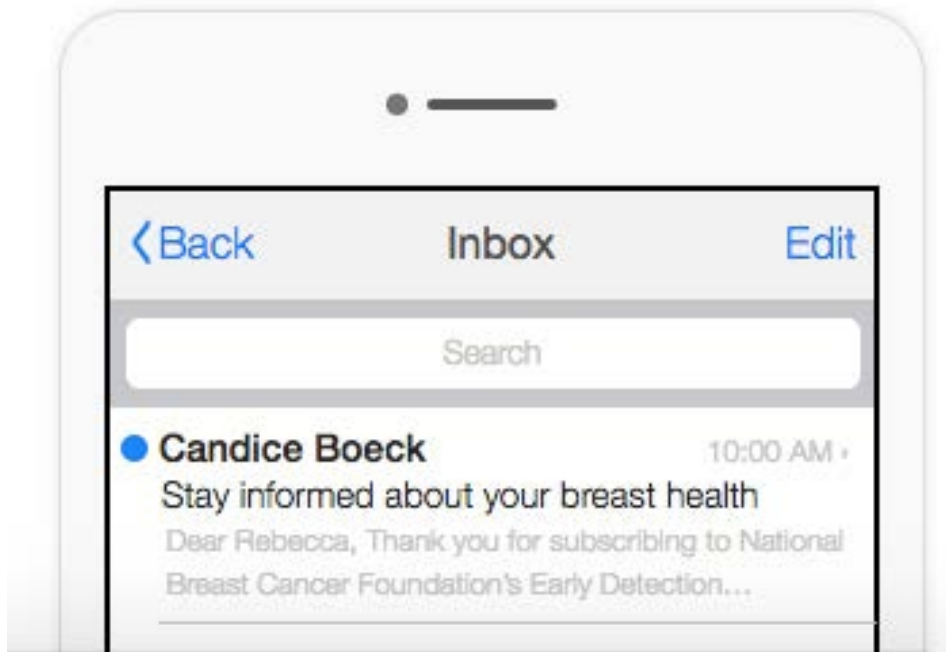 Back Inbox Edit
Search
Candice Boeck 10:00 AM
Stay informed about your breast health
Dear Rebecca, Thank you for subscribing to National
Breast Cancer Foundation's Early Detection...